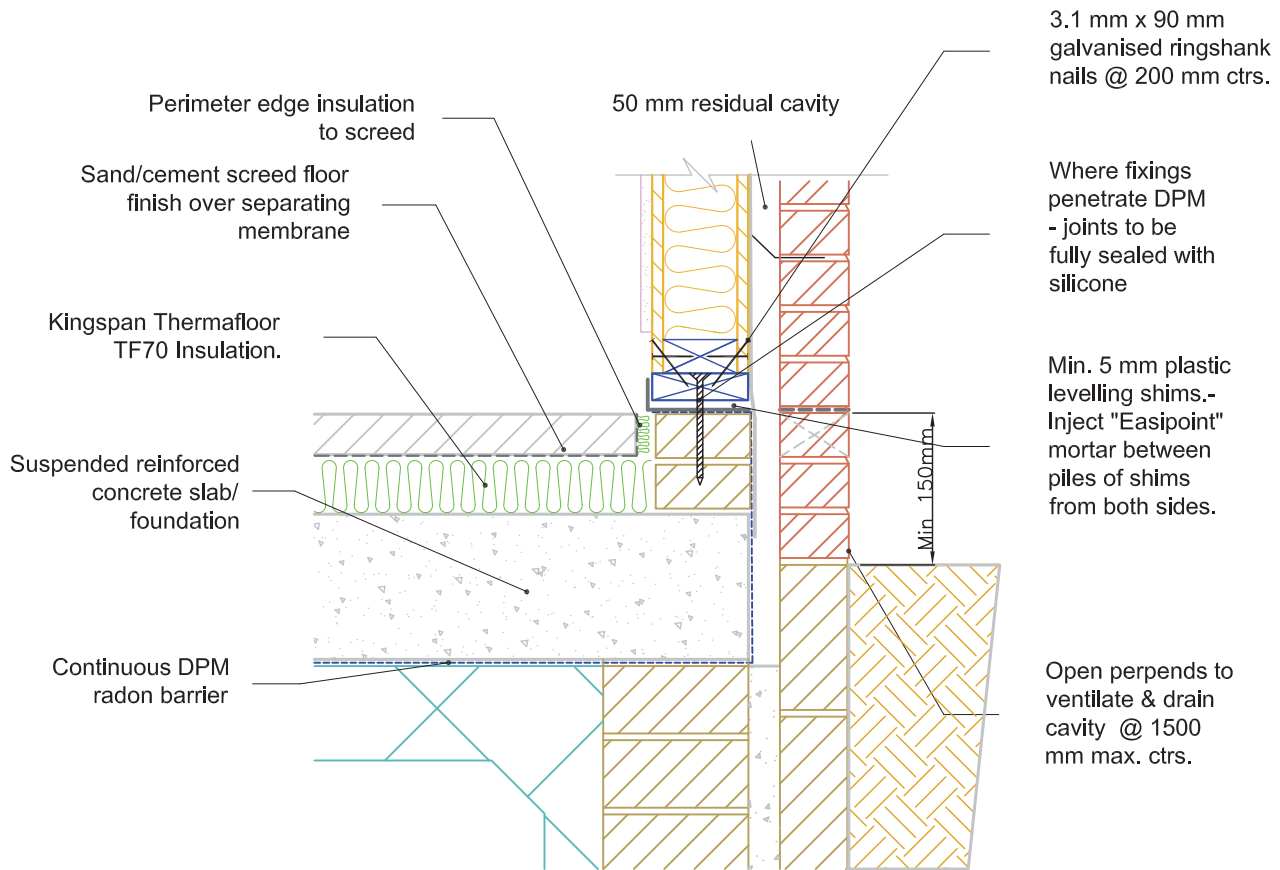 Perimeter edge insulation
to screed
Sand/cement screed floor
finish over separating
membrane
Kingspan Thermafloor
TF70 Insulation.
Suspended reinforced
concrete slab/
foundation
Continuous DPM
radon barrier
50 mm residual cavity
3.1 mm x 90 mm
galvanised ringshank
nails @ 200 mm ctrs.
Where fixings
penetrate DPM
- joints to be
fully sealed with
silicone
Min. 5 mm plastic
levelling shims.-
Inject "Easipoint"
mortar between
piles of shims
from both sides.
Min 150mm
Open perpends to
ventilate & drain
cavity @ 1500
mm max. ctrs.